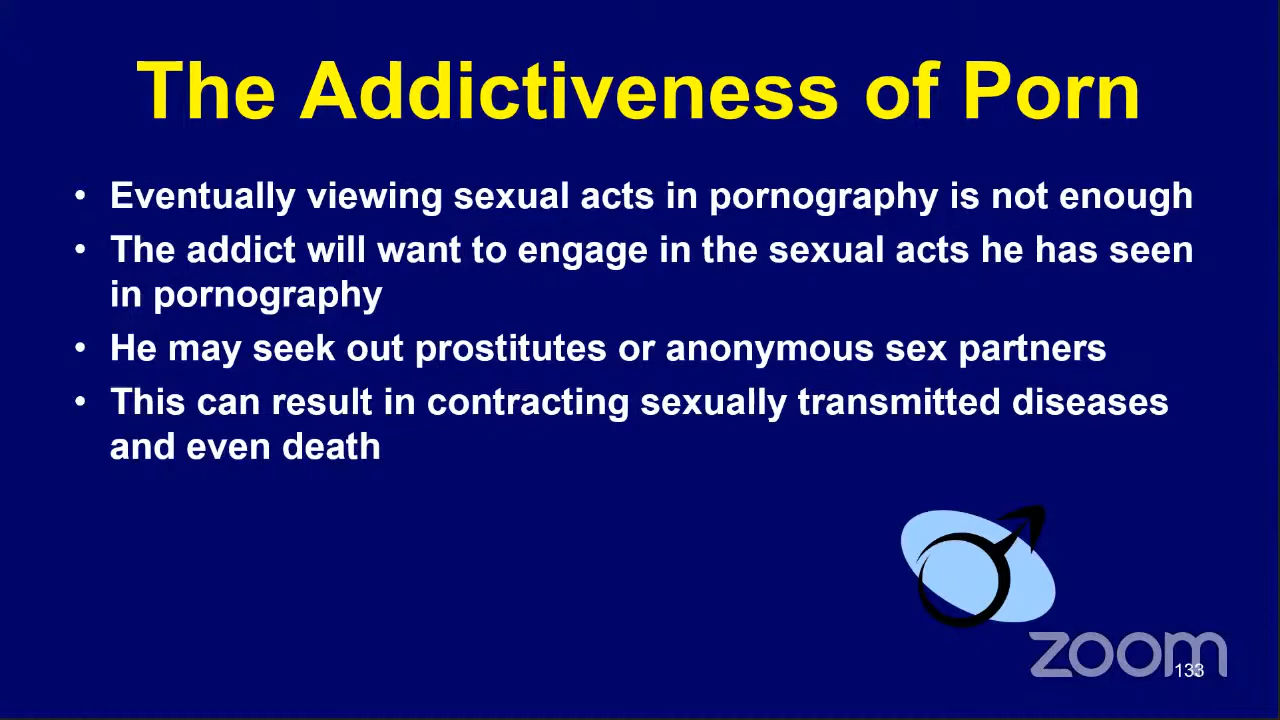 The Addictiveness of Porn
• Eventually viewing sexual acts in pornography is not enough
• The addict will want to engage in the sexual acts he has seen
in pornography
• He may seek out prostitutes or anonymous sex partners
• This can result in contracting sexually transmitted diseases
and even death
zoom
133